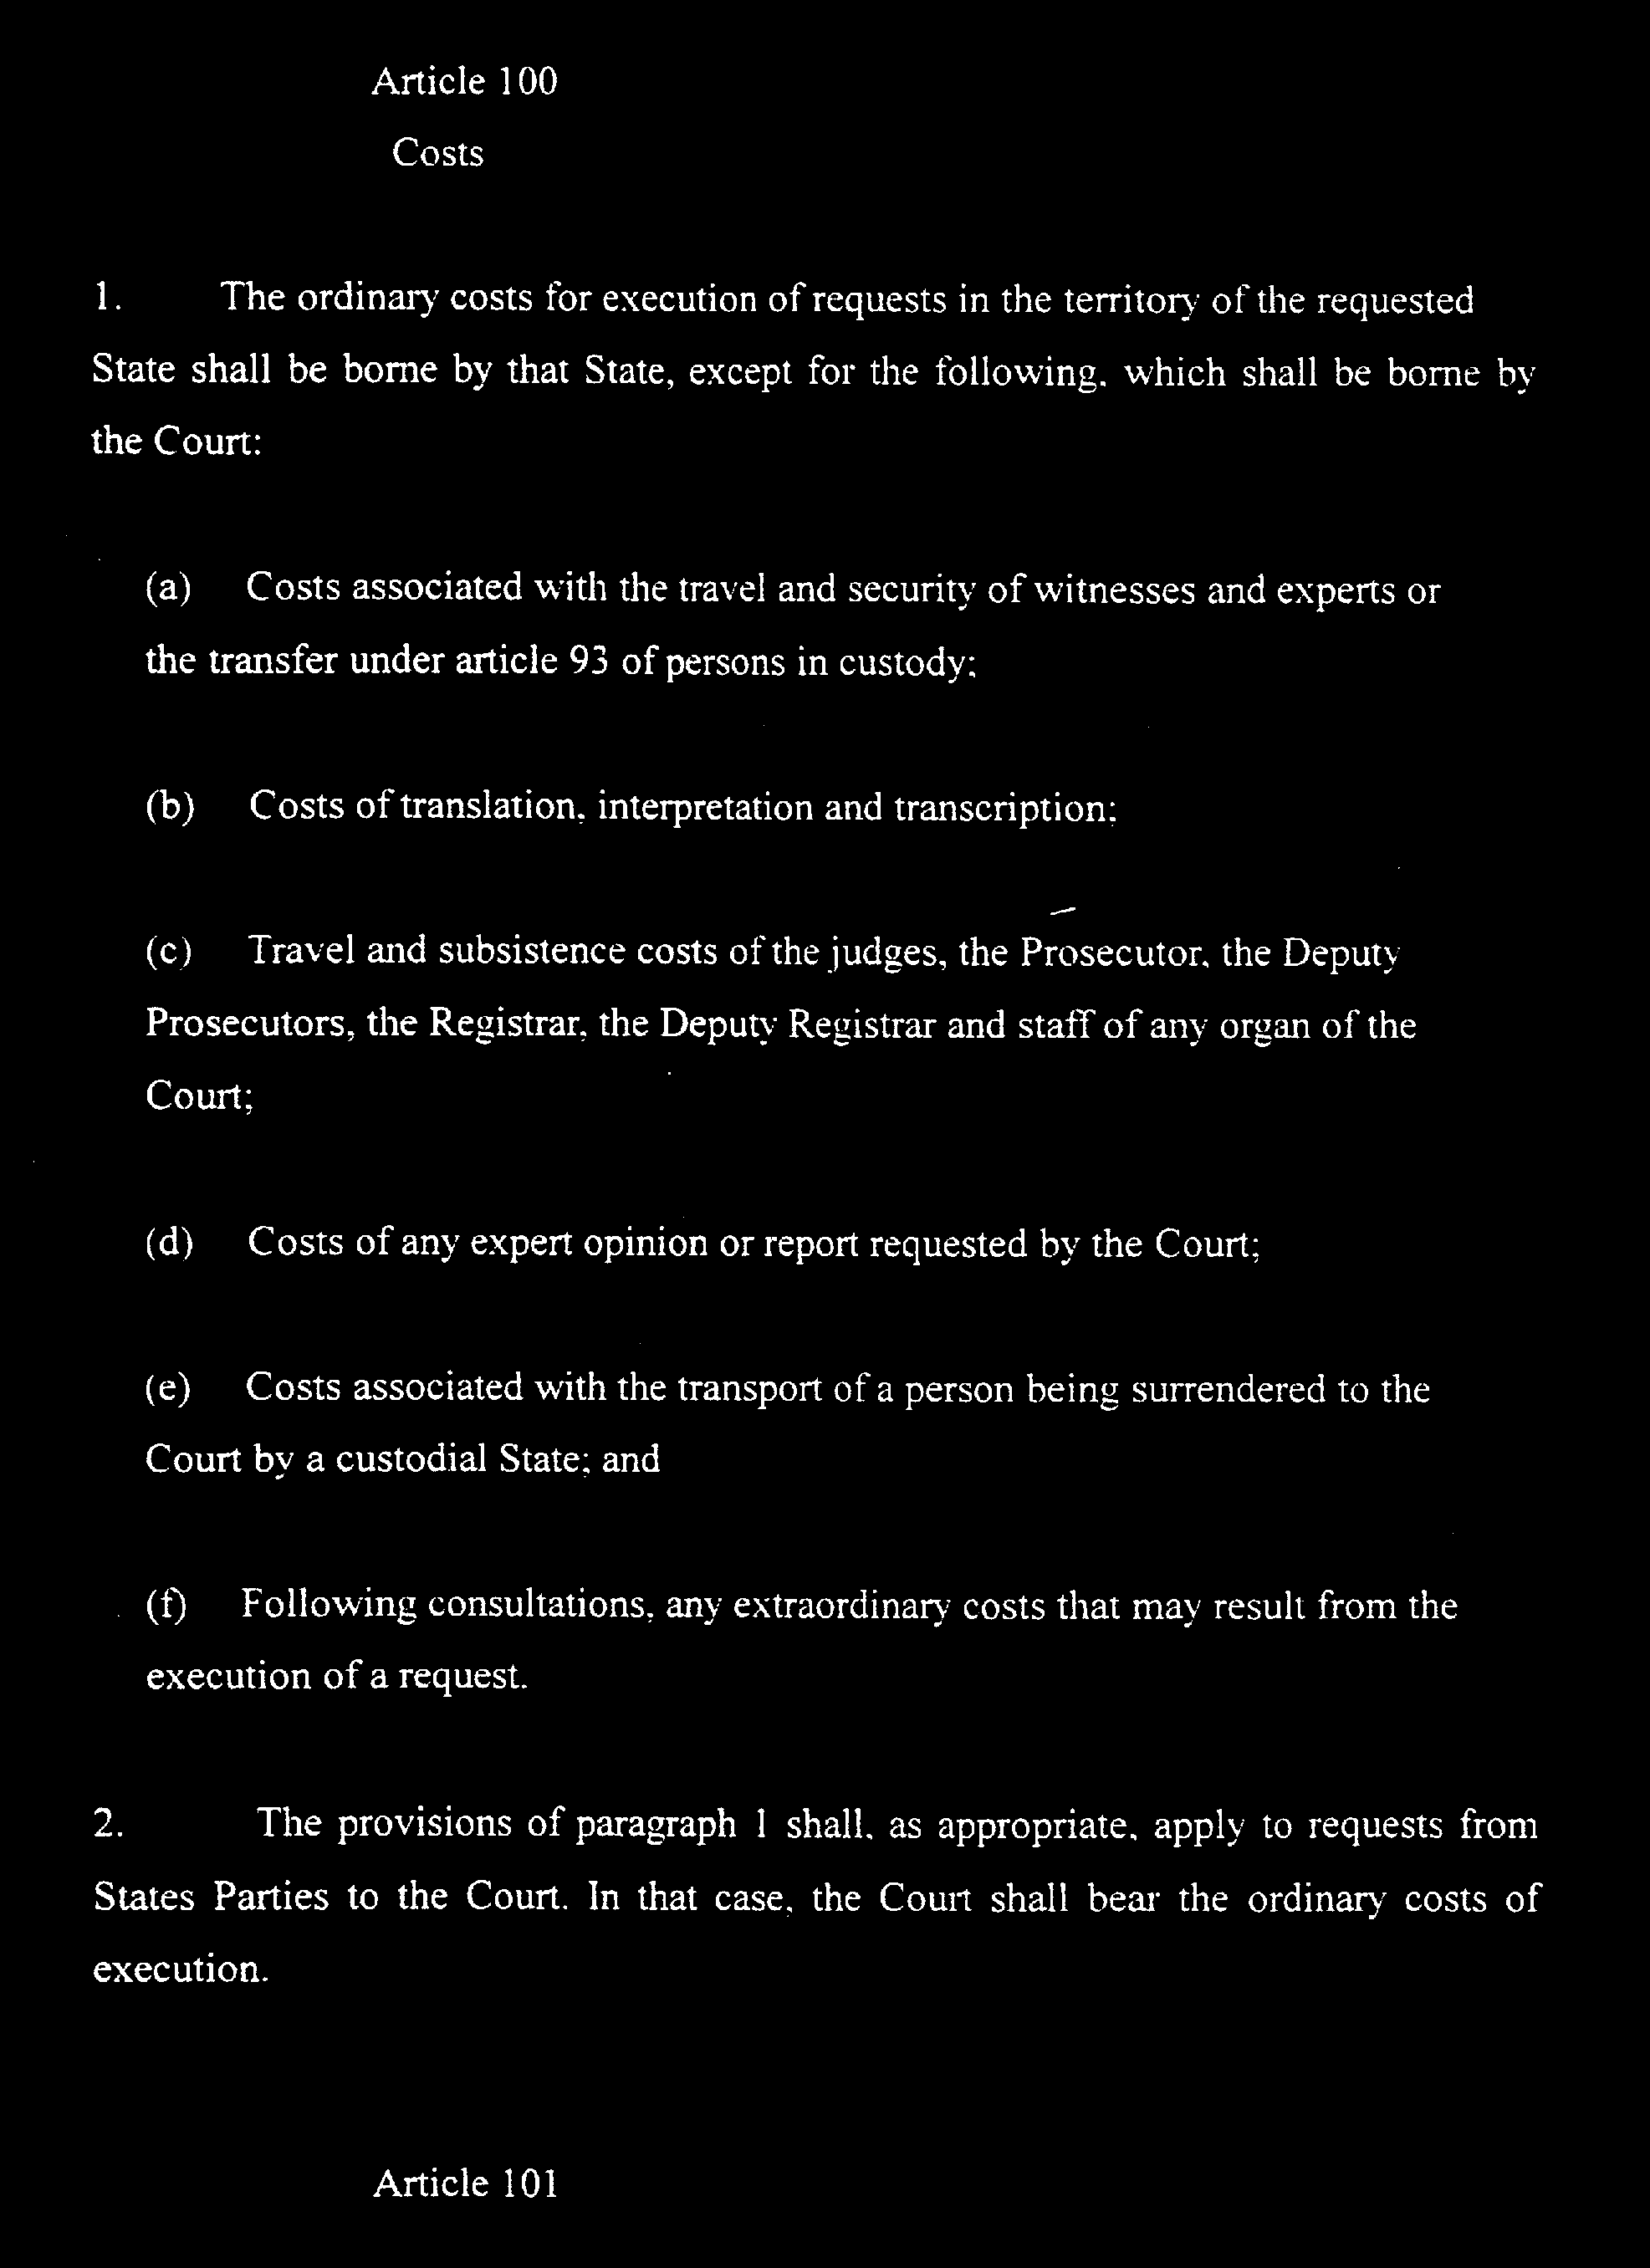 Article 100
Costs
1. The ordinary costs for execution of requests in the territory of the requested
State shall be borne by that State, except for the following, which shall be borne by
the Court:
(a) Costs associated with the travel and security of witnesses and experts or
the transfer under article 93 of persons in custody;
(b) Costs of translation, interpretation and transcription;
(c) Travel and subsistence costs of the judges, the Prosecutor, the Deputy
Prosecutors, the Registrar, the Deputy Registrar and staff of any organ of the
Court;
(d) Costs of any expert opinion or report requested by the Court;
(e) Costs associated with the transport of a person being surrendered to the
Court by a custodial State; and
(f) Following consultations, any extraordinary costs that may result from the
execution of a request.
2. The provisions of paragraph 1 shall, as appropriate, apply to requests from
States Parties to the Court. In that case, the Court shall bear the ordinary costs of
execution.
Article 101